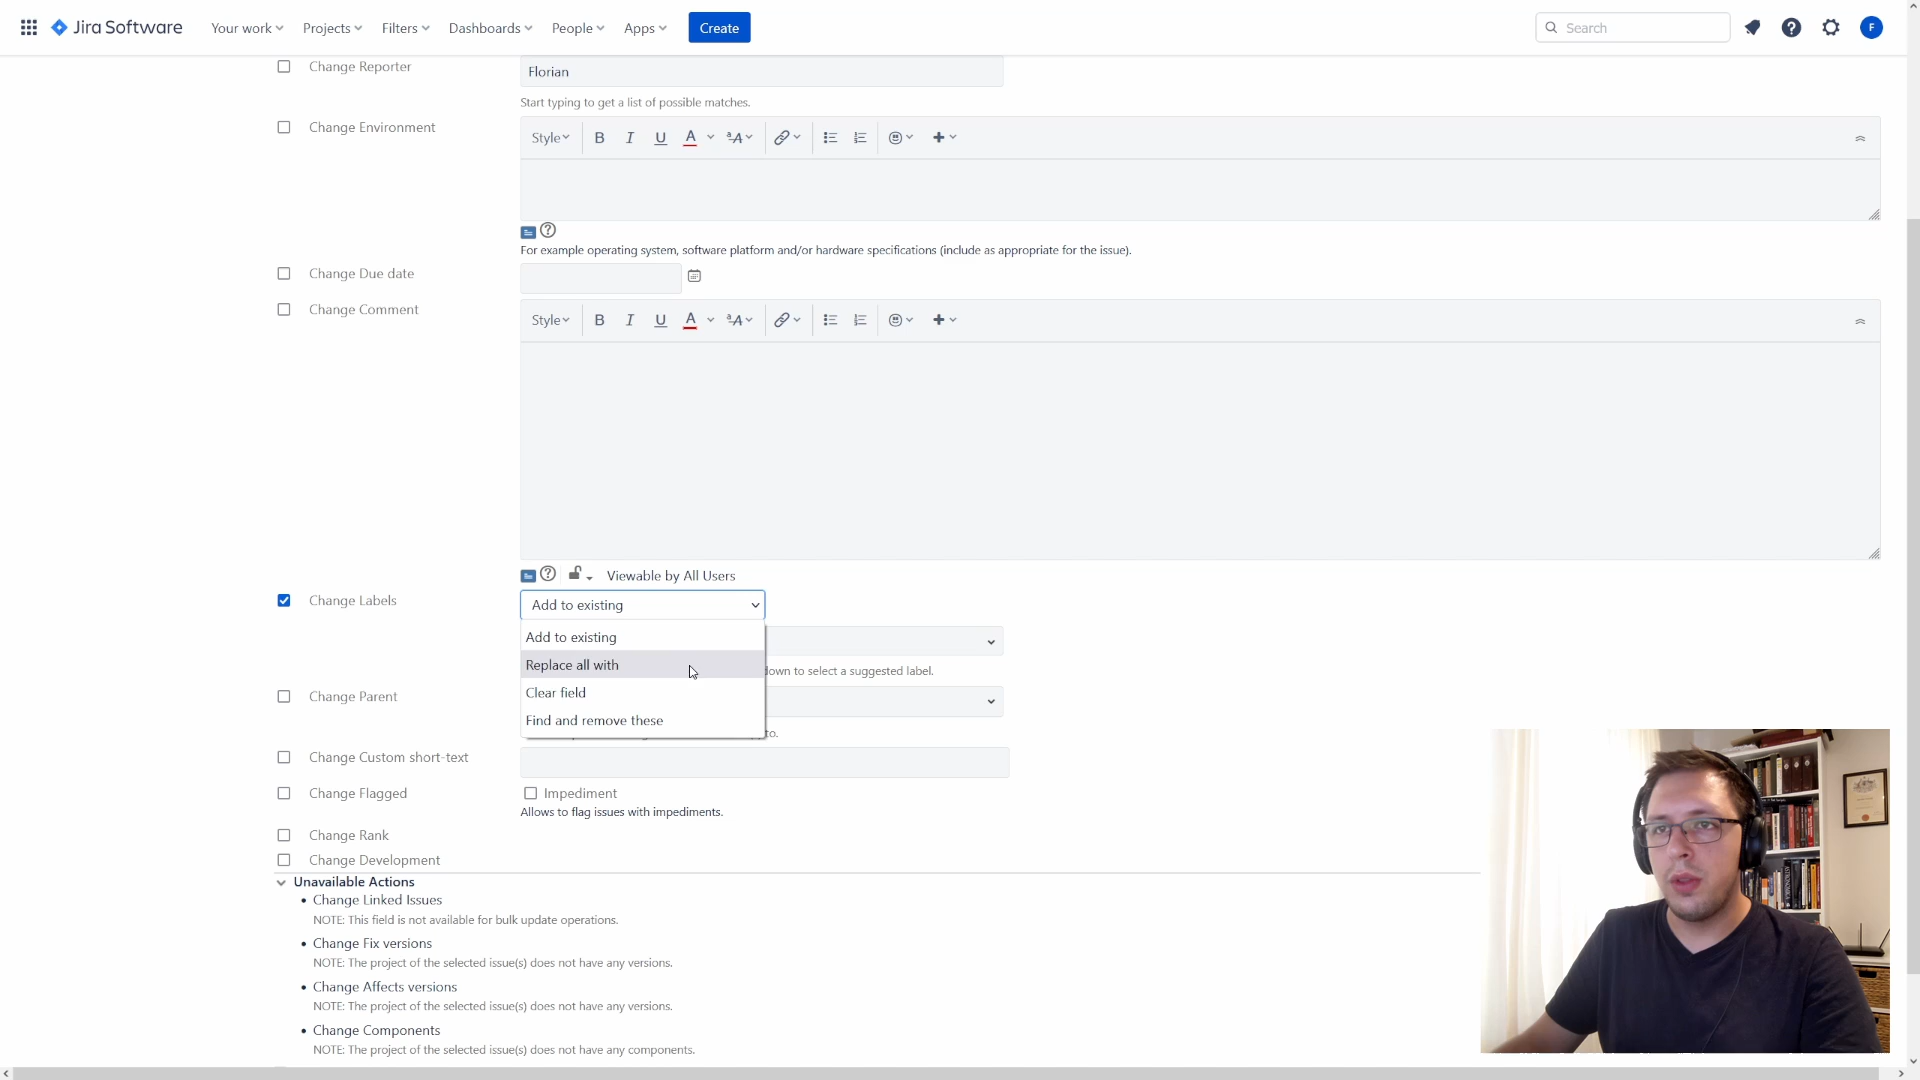 Jira Software
Your work
Projects
Filters
Dashboards
People
Apps
Create
Search
F
Change Reporter
Florian
Start typing to get a list of possible matches.
Change Environment
Style
B I U A A
For example operating system, software platform and/or hardware specifications (include as appropriate for the issue).
Change Due date
Change Comment
Style
B I U A A
Viewable by All Users
Change Labels
Add to existing
Add to existing
Replace all with
down to select a suggested label.
Clear field
Change Parent
Find and remove these
to.
Change Custom short-text
Change Flagged
Impediment
Allows to flag issues with impediments.
Change Rank
Change Development
Unavailable Actions
• Change Linked Issues
NOTE: This field is not available for bulk update operations.
• Change Fix versions
NOTE: The project of the selected issue(s) does not have any versions.
• Change Affects versions
NOTE: The project of the selected issue(s) does not have any versions.
• Change Components
NOTE: The project of the selected issue(s) does not have any components.